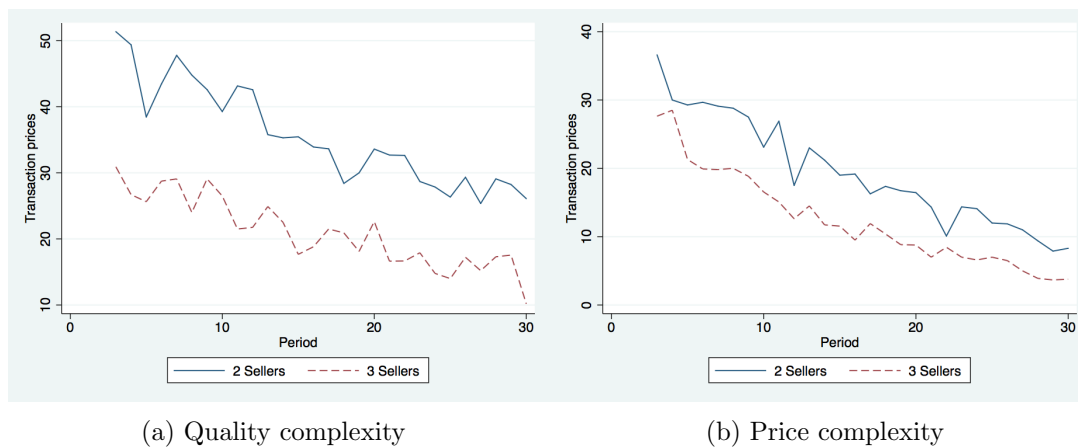 Transaction prices
50
40
30
20
10
0 10 20 30
Period
2 Sellers 3 Sellers
(a) Quality complexity
Transaction prices
40
30
20
10
0
0 10 20 30
Period
2 Sellers 3 Sellers
(b) Price complexity